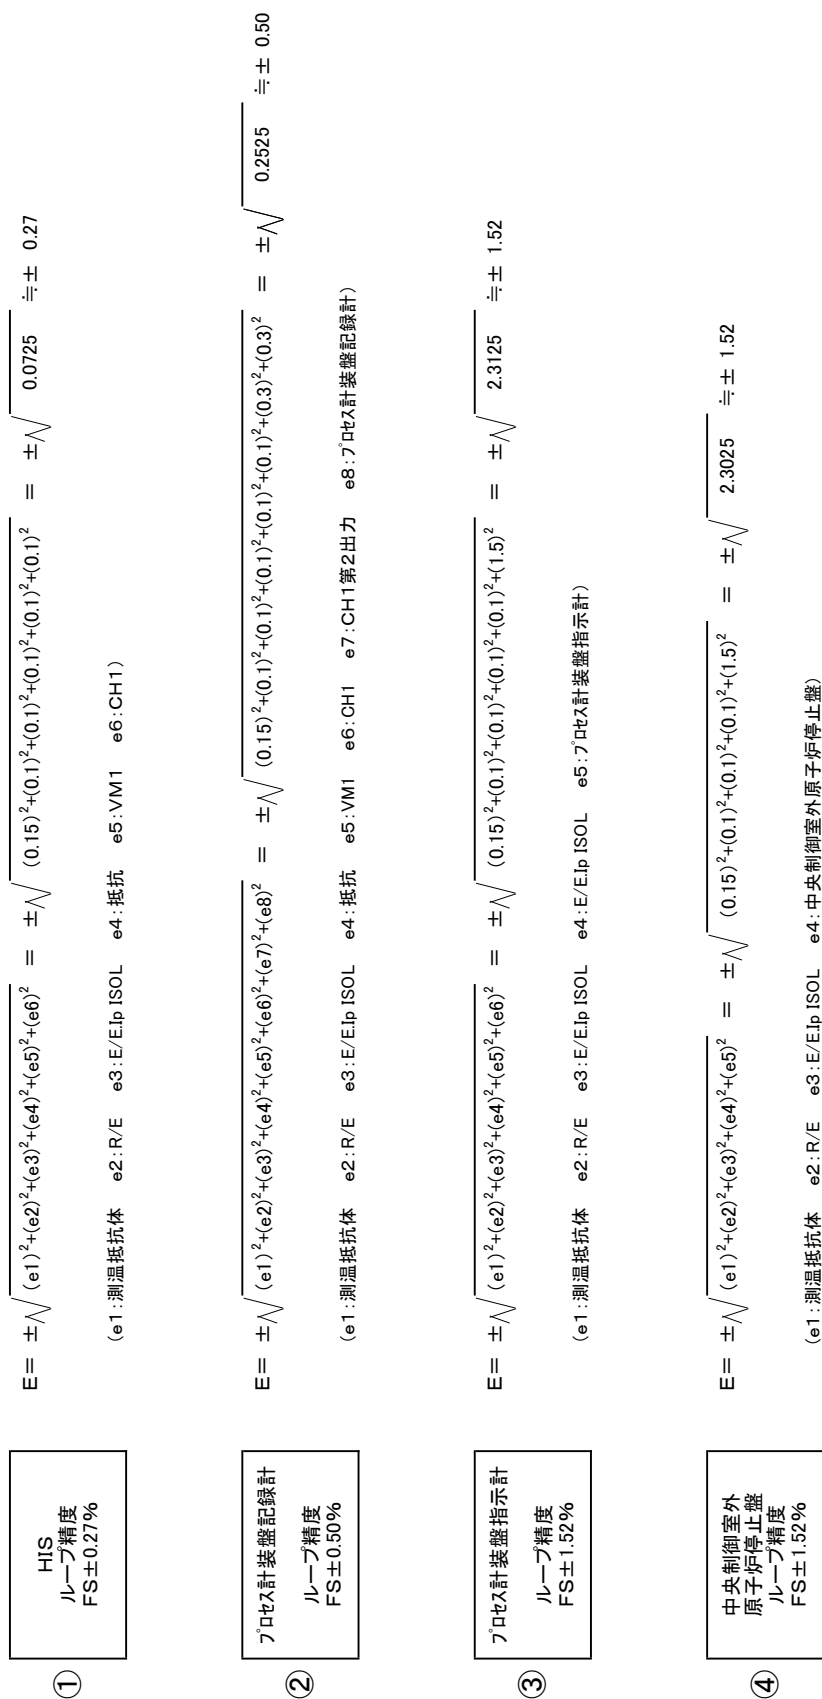 ①
HIS
ループ精度
FS±0.27%
E= ±√(e1)²+(e2)²+(e3)²+(e4)²+(e5)²+(e6)² = ±√(0.15)²+(0.1)²+(0.1)²+(0.1)²+(0.1)²+(0.1)² = ±√0.0725 ≒± 0.27
(e1:測温抵抗体 e2:R/E e3:E/E.Ip ISOL e4:抵抗 e5:VM1 e6:CH1)
②
プロセス計装盤記録計
ループ精度
FS±0.50%
E= ±√(e1)²+(e2)²+(e3)²+(e4)²+(e5)²+(e6)²+(e7)²+(e8)² = ±√(0.15)²+(0.1)²+(0.1)²+(0.1)²+(0.1)²+(0.1)²+(0.3)²+(0.3)² = ±√0.2525 ≒± 0.50
(e1:測温抵抗体 e2:R/E e3:E/E.Ip ISOL e4:抵抗 e5:VM1 e6:CH1 e7:CH1第2出力 e8:プロセス計装盤記録計)
③
プロセス計装盤指示計
ループ精度
FS±1.52%
E= ±√(e1)²+(e2)²+(e3)²+(e4)²+(e5)²+(e6)² = ±√(0.15)²+(0.1)²+(0.1)²+(0.1)²+(0.1)²+(1.5)² = ±√2.3125 ≒± 1.52
(e1:測温抵抗体 e2:R/E e3:E/E.Ip ISOL e4:E/E.Ip ISOL e5:プロセス計装盤指示計)
④
中央制御室外
原子炉停止盤
ループ精度
FS±1.52%
E= ±√(e1)²+(e2)²+(e3)²+(e4)²+(e5)² = ±√(0.15)²+(0.1)²+(0.1)²+(0.1)²+(1.5)² = ±√2.3025 ≒± 1.52
(e1:測温抵抗体 e2:R/E e3:E/E.Ip ISOL e4:中央制御室外原子炉停止盤)